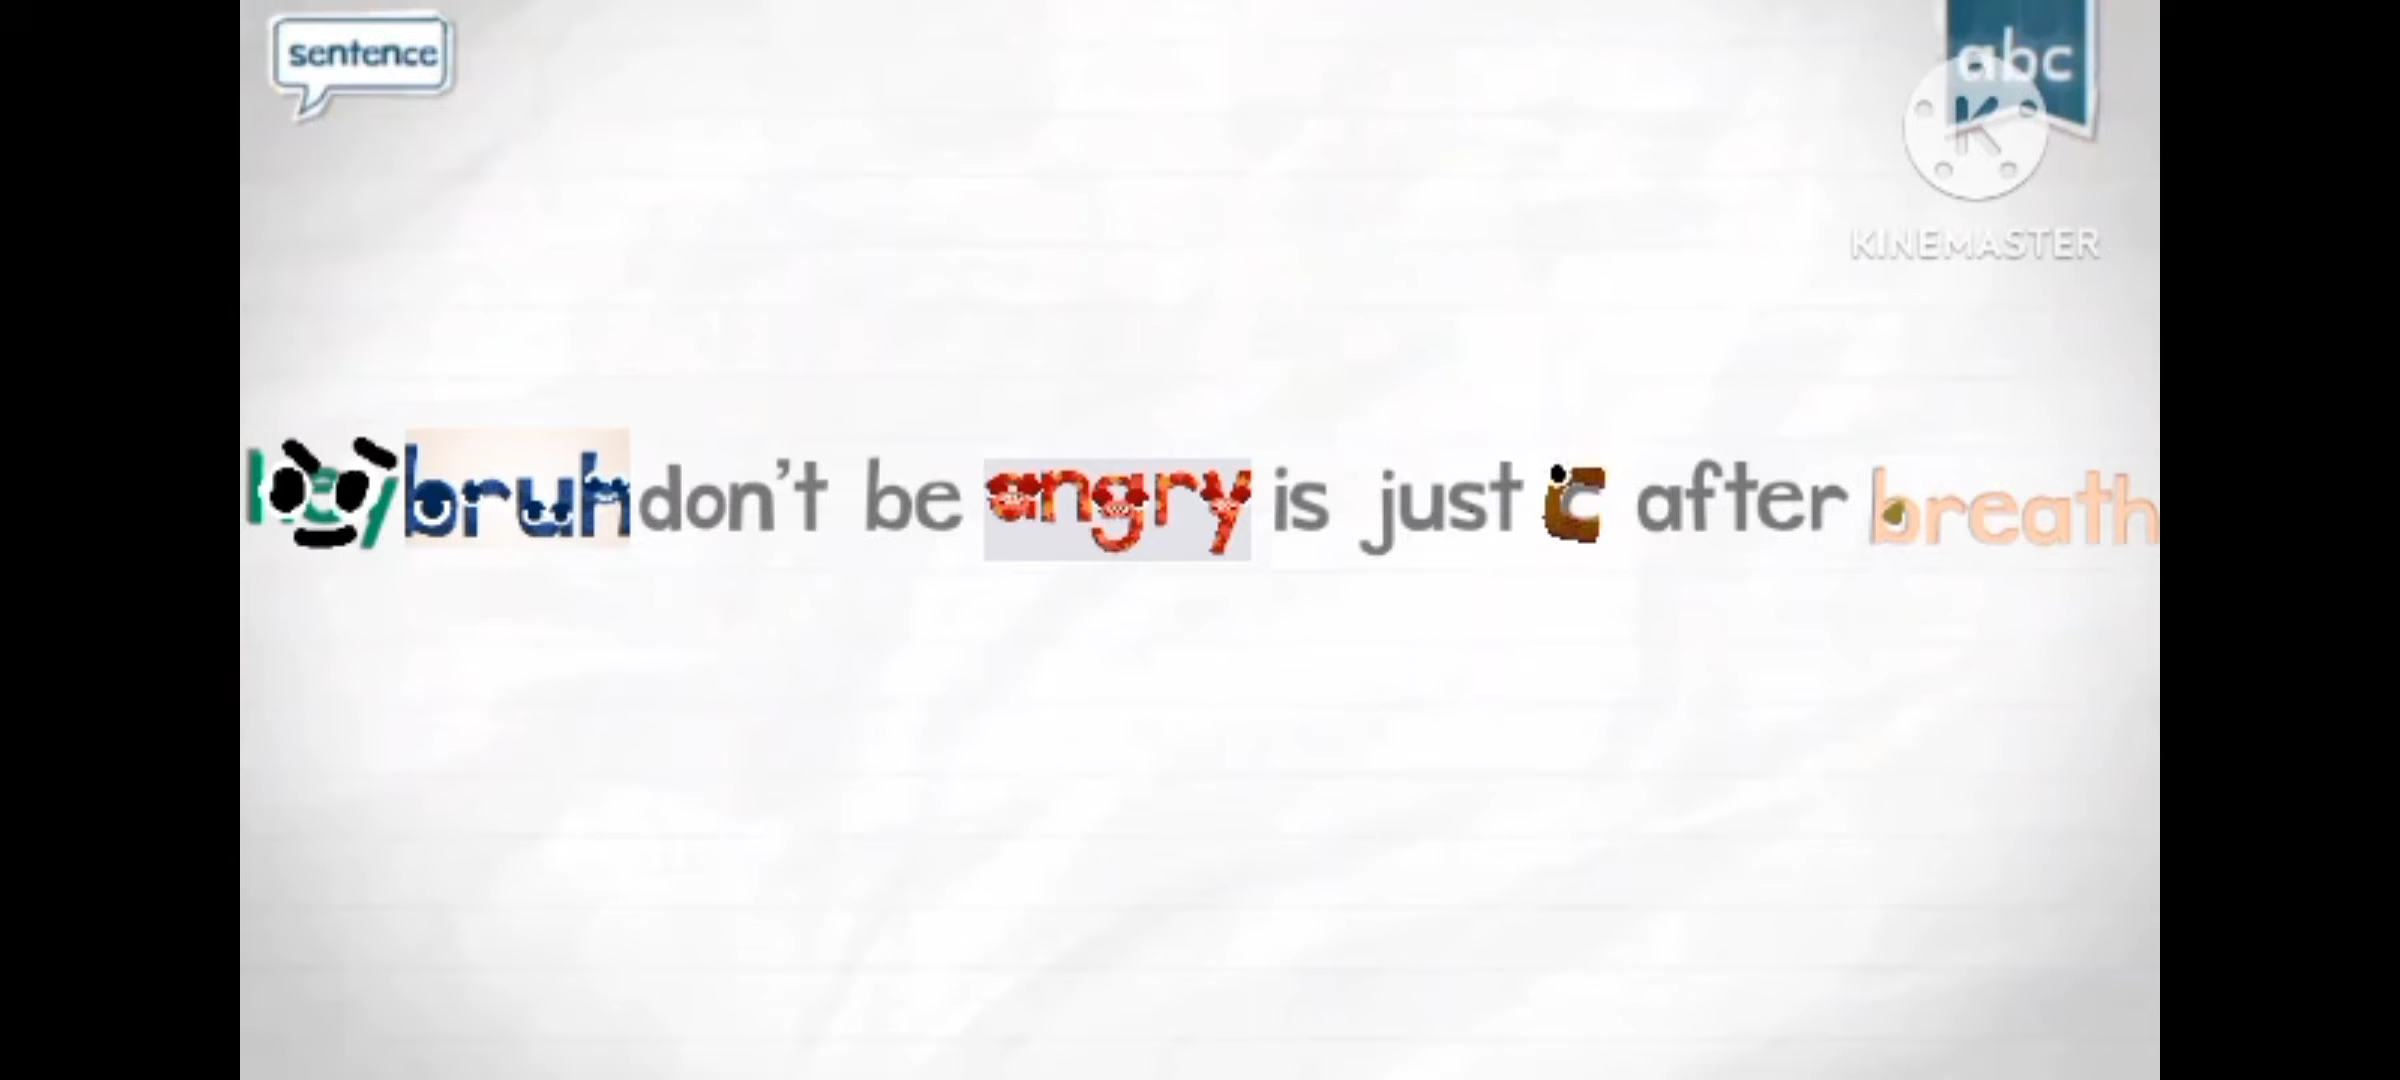 sentence
abc
K
KINEMASTER
bruh don't be angry is just c after breath